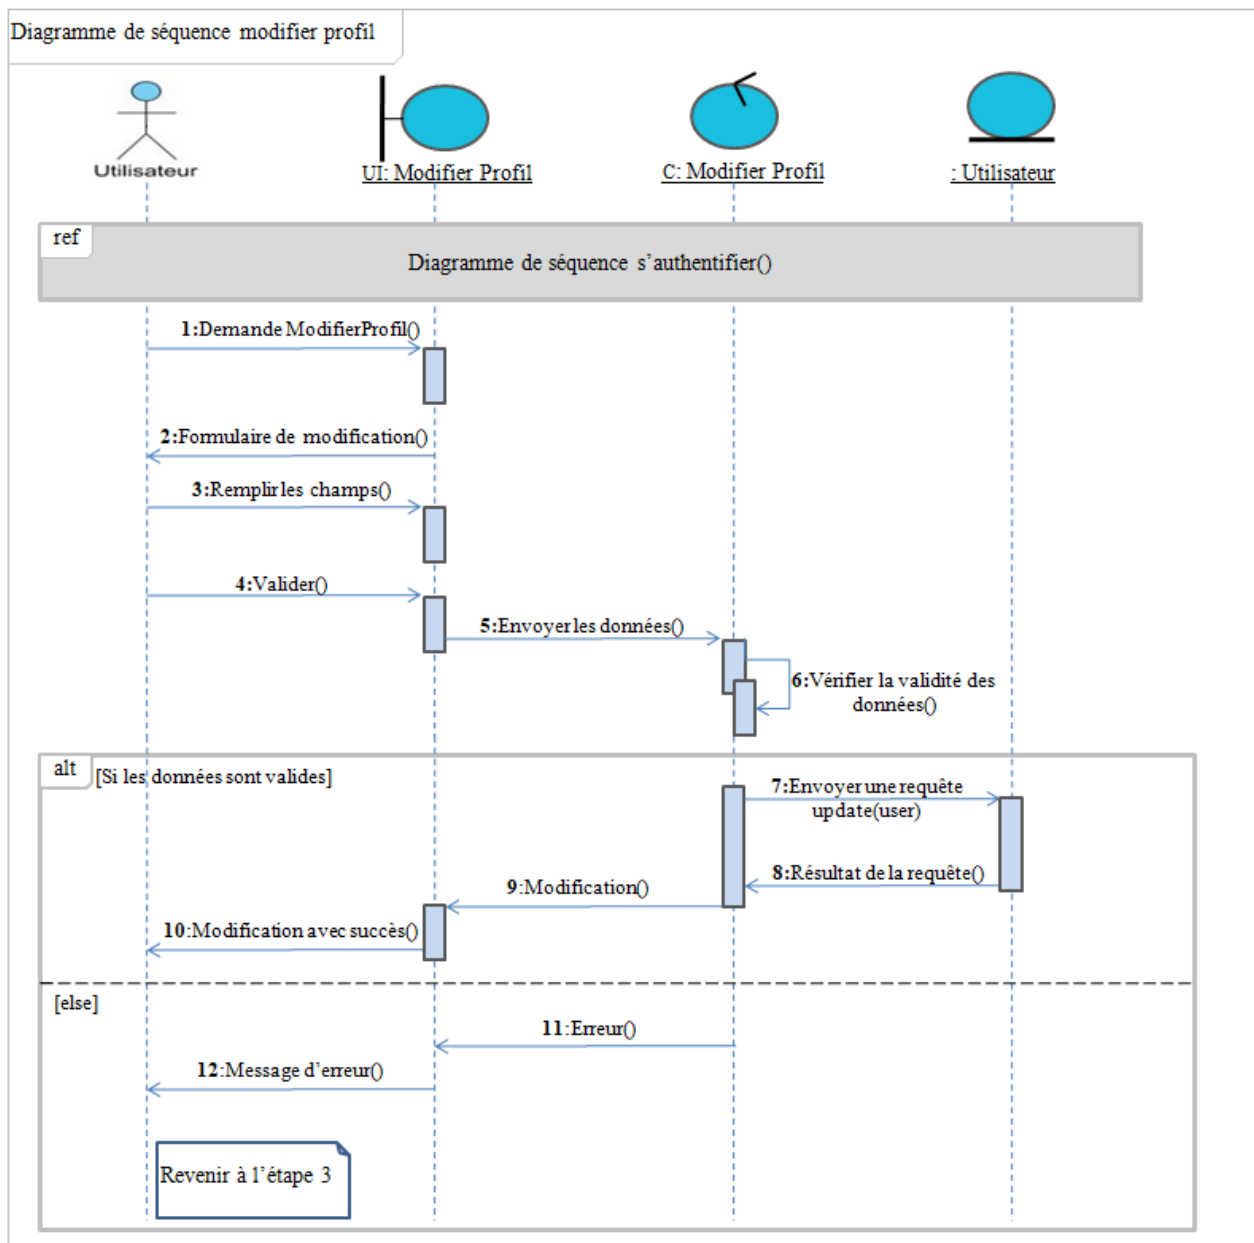 Diagramme de séquence modifier profil
Utilisateur
UI: Modifier Profil
C: Modifier Profil
: Utilisateur
ref
Diagramme de séquence s’authentifier()
1:Demande ModifierProfil()
2:Formulaire de modification()
3:Remplir les champs()
4:Valider()
5:Envoyer les données()
6:Vérifier la validité des
données()
alt
[Si les données sont valides]
7:Envoyer une requête
update(user)
8:Résultat de la requête()
9:Modification()
10:Modification avec succès()
[else]
11:Erreur()
12:Message d’erreur()
Revenir à l’étape 3